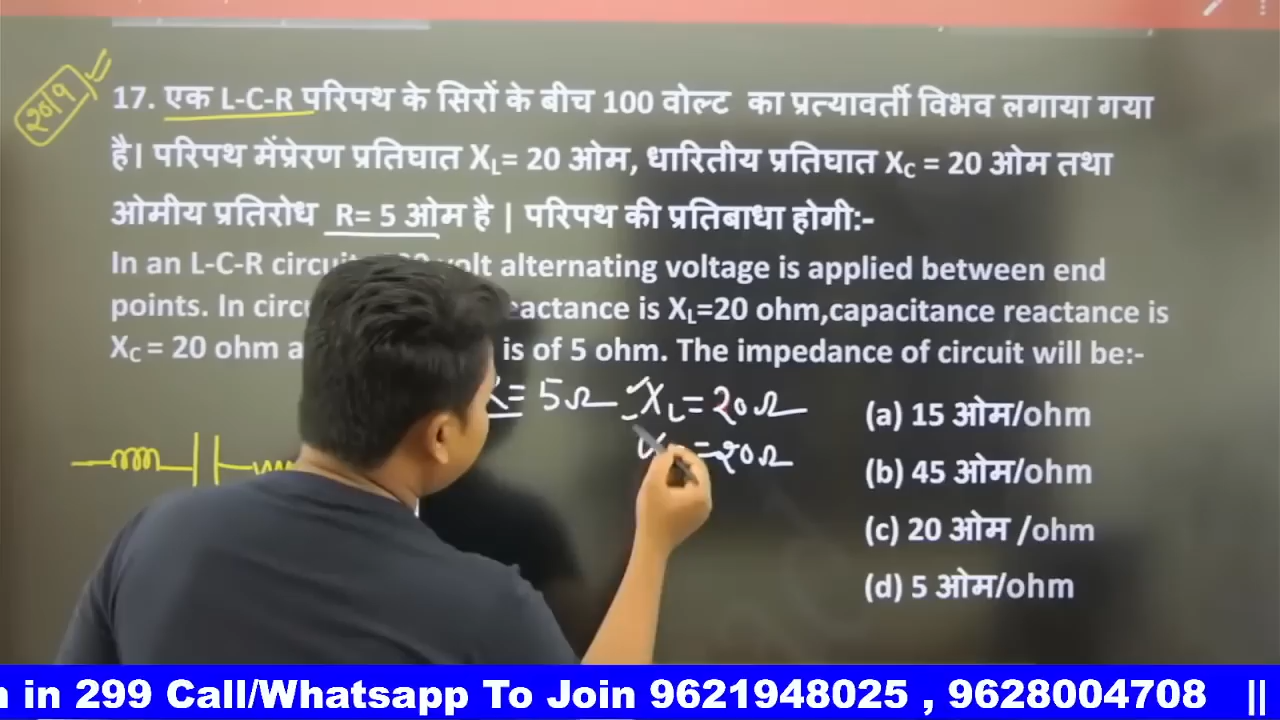 2019
17. एक L-C-R परिपथ के सिरों के बीच 100 वोल्ट का प्रत्यावर्ती विभव लगाया गया
है। परिपथ मेंप्रेरण प्रतिघात XL= 20 ओम, धारितीय प्रतिघात XC = 20 ओम तथा
ओमीय प्रतिरोध R= 5 ओम है | परिपथ की प्रतिबाधा होगी:-
In an L-C-R volt alternating voltage is applied between end
points. In is XL=20 ohm,capacitance reactance is
XC = 20 ohm is of 5 ohm. The impedance of circuit will be:-
= 5Ω XL = 20Ω
= 20Ω
(a) 15 ओम/ohm
(b) 45 ओम/ohm
(c) 20 ओम /ohm
(d) 5 ओम/ohm
in 299 Call/Whatsapp To Join 9621948025 , 9628004708 ||